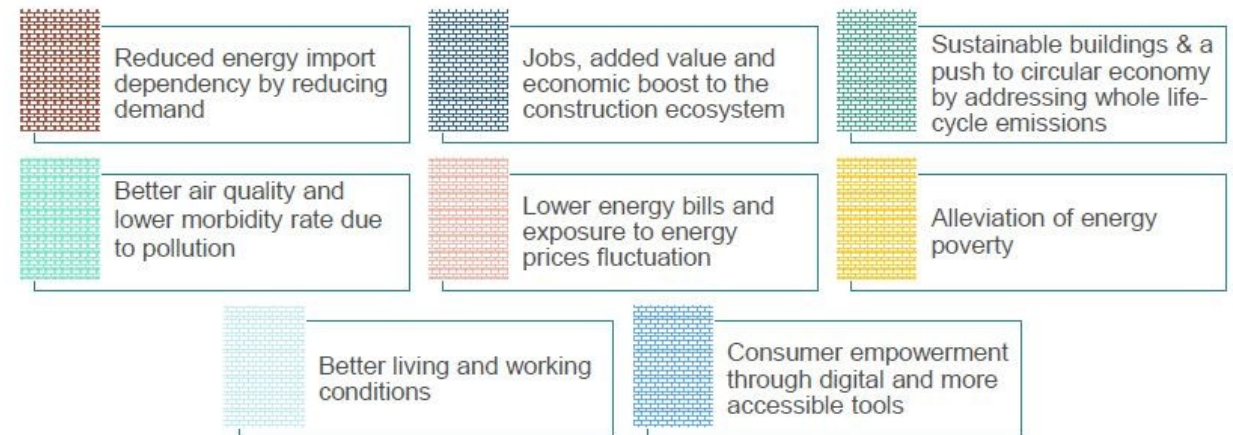 Reduced energy import
dependency by reducing
demand
Jobs, added value and
economic boost to the
construction ecosystem
Sustainable buildings & a
push to circular economy
by addressing whole life-
cycle emissions
Better air quality and
lower morbidity rate due
to pollution
Lower energy bills and
exposure to energy
prices fluctuation
Alleviation of energy
poverty
Better living and working
conditions
Consumer empowerment
through digital and more
accessible tools